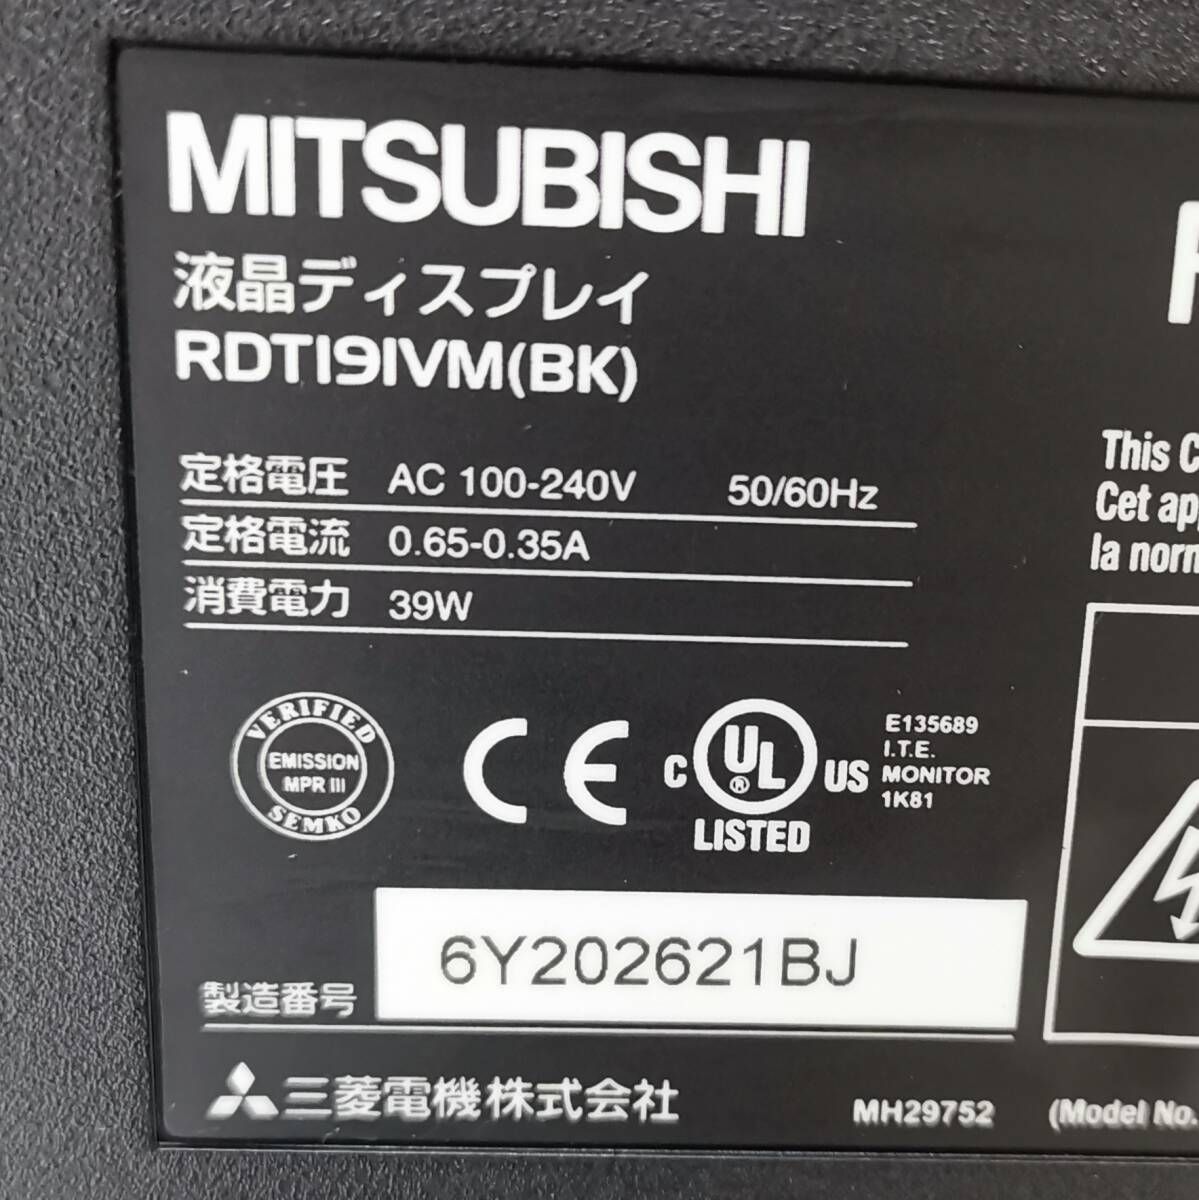 MITSUBISHI
液晶ディスプレイ
RDT191VM(BK)
定格電圧 AC 100-240V 50/60Hz
定格電流 0.65-0.35A
消費電力 39W
VERIFIED
EMISSION
MPR III
SEMKO
CE
C UL® US
LISTED
E135689
I.T.E.
MONITOR
1K81
製造番号 6Y202621BJ
三菱電機株式会社
MH29752 (Model No.
This C
Cet ap
la norn